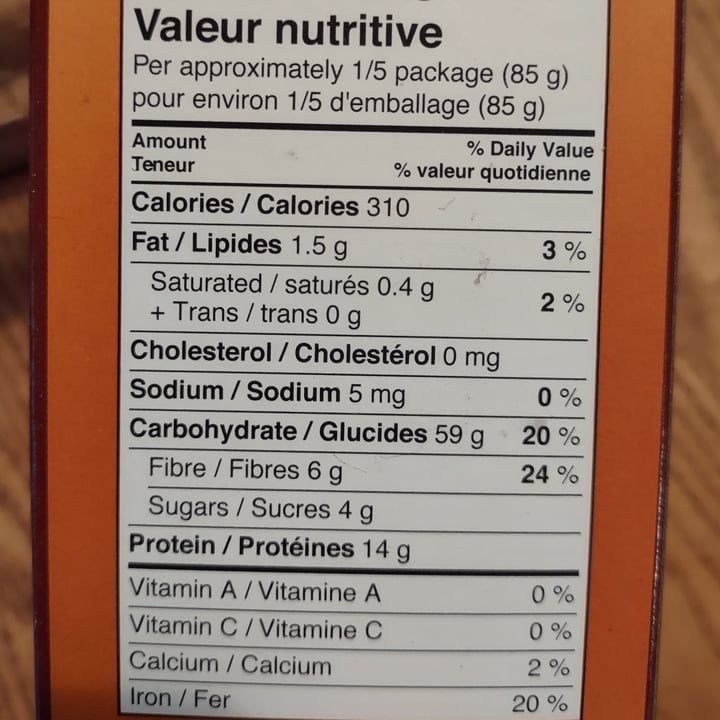 Valeur nutritive
Per approximately 1/5 package (85 g)
pour environ 1/5 d'emballage (85 g)
Amount % Daily Value
Teneur % valeur quotidienne
Calories / Calories 310
Fat / Lipides 1.5 g 3 %
Saturated / saturés 0.4 g
+ Trans / trans 0 g 2 %
Cholesterol / Cholestérol 0 mg
Sodium / Sodium 5 mg 0 %
Carbohydrate / Glucides 59 g 20 %
Fibre / Fibres 6 g 24 %
Sugars / Sucres 4 g
Protein / Protéines 14 g
Vitamin A / Vitamine A 0 %
Vitamin C / Vitamine C 0 %
Calcium / Calcium 2 %
Iron / Fer 20 %